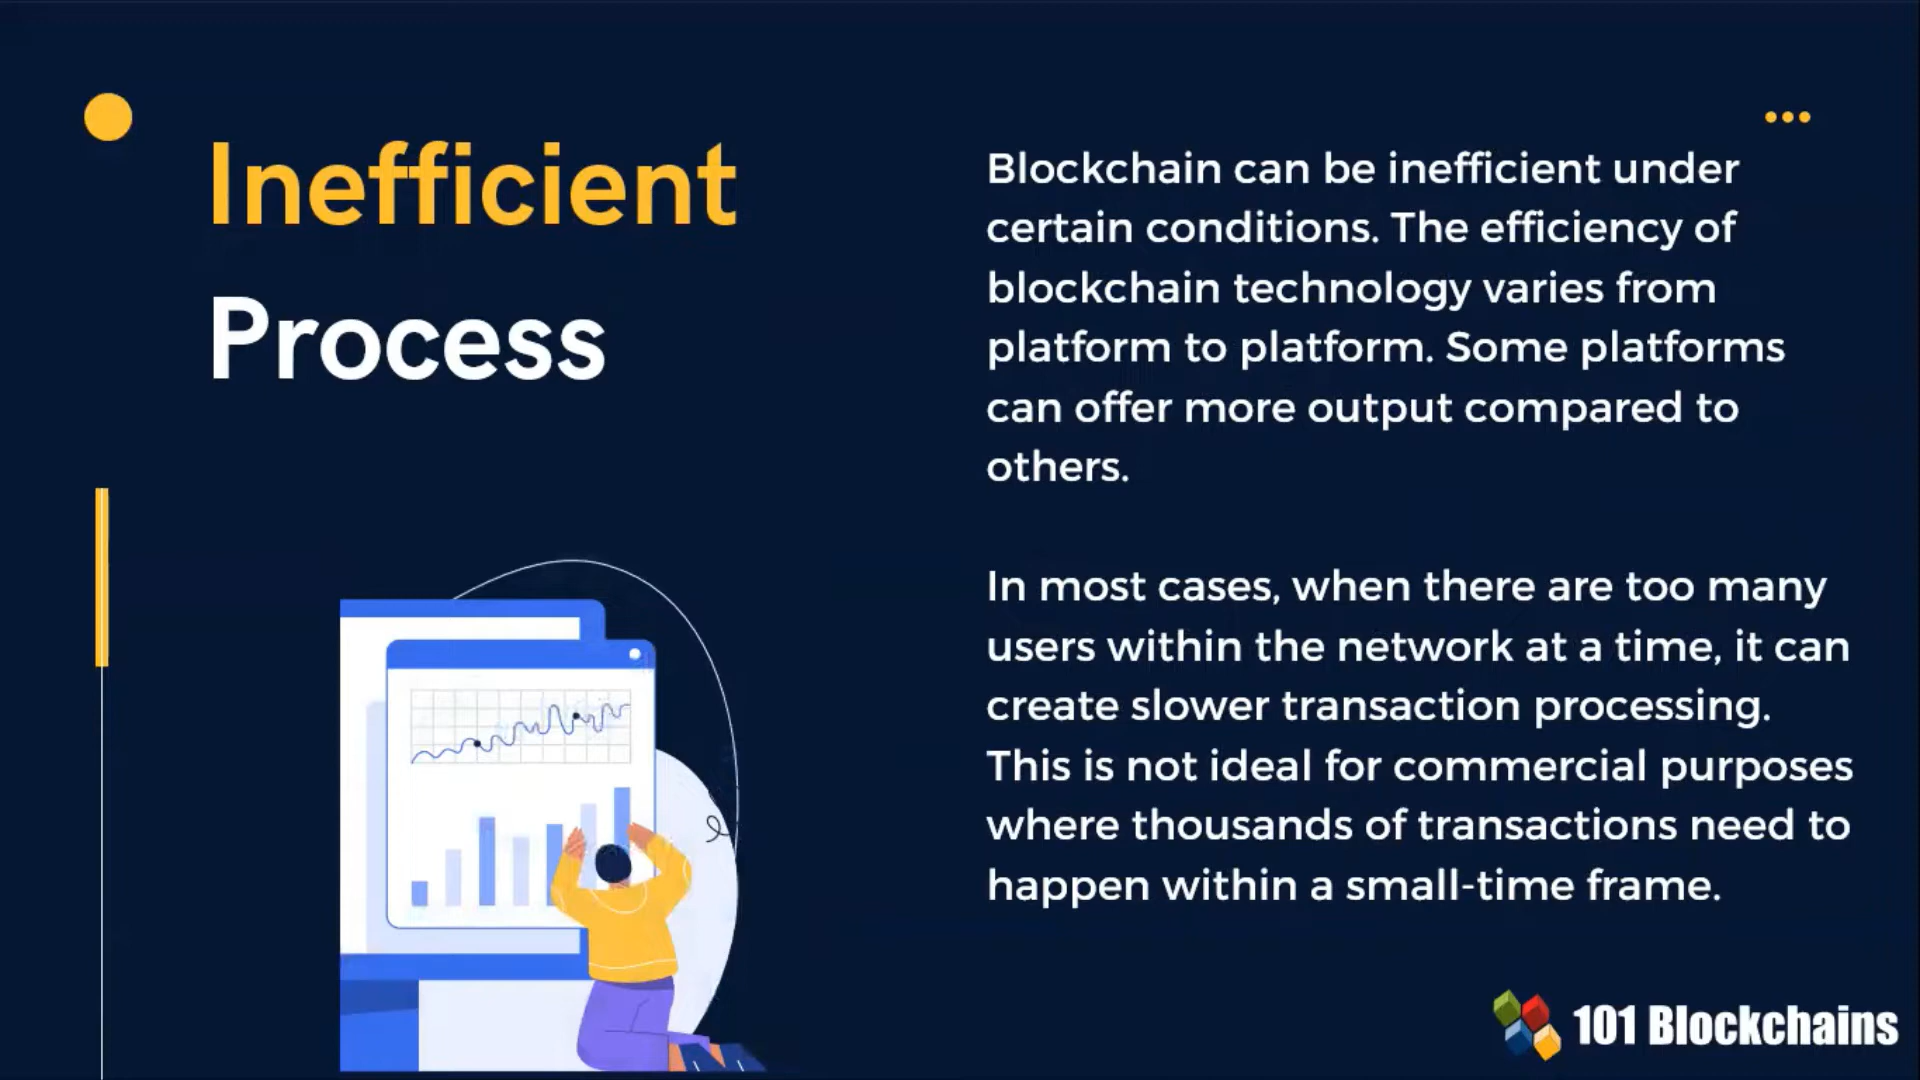 Inefficient
Process
Blockchain can be inefficient under
certain conditions. The efficiency of
blockchain technology varies from
platform to platform. Some platforms
can offer more output compared to
others.
In most cases, when there are too many
users within the network at a time, it can
create slower transaction processing.
This is not ideal for commercial purposes
where thousands of transactions need to
happen within a small-time frame.
101 Blockchains